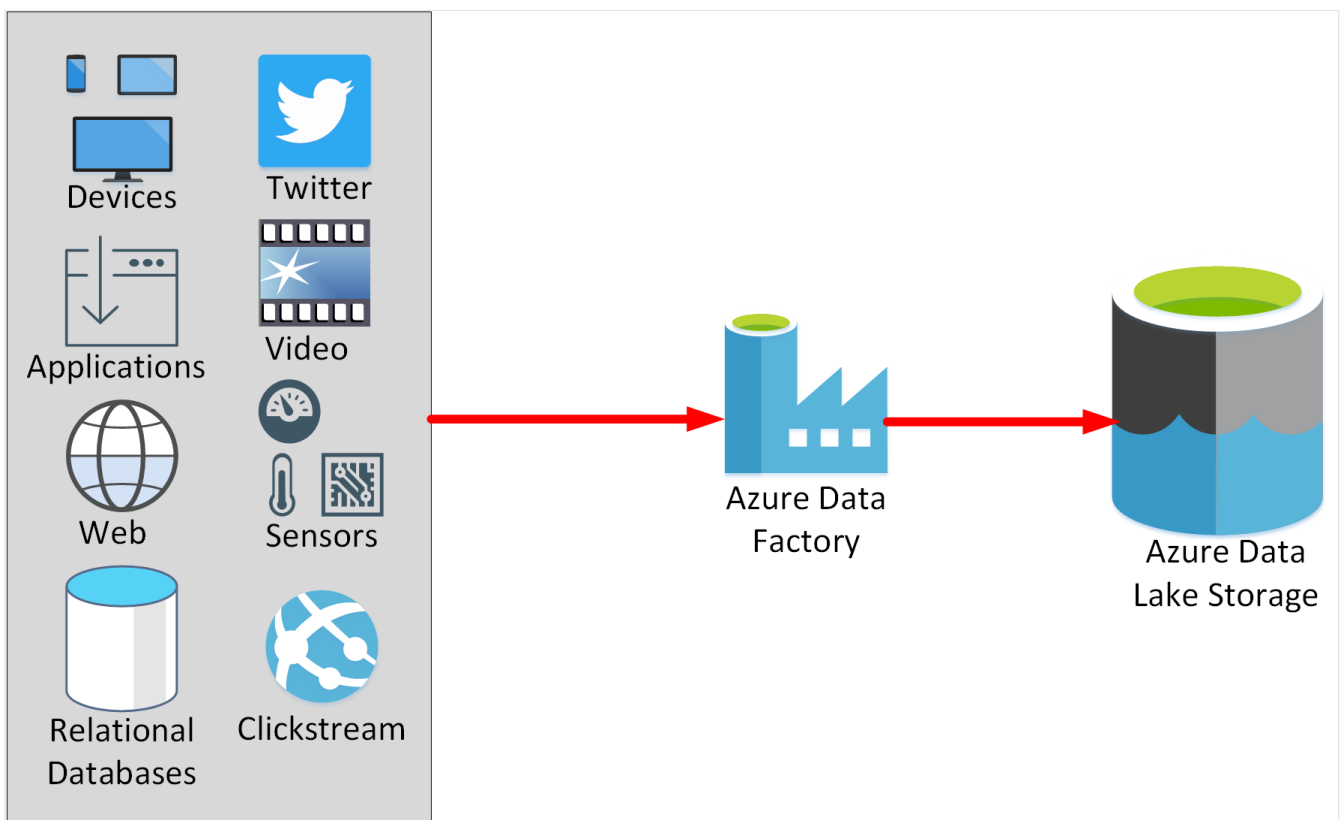 Devices
Twitter
Applications
Video
Web
Sensors
Relational
Databases
Clickstream
Azure Data
Factory
Azure Data
Lake Storage